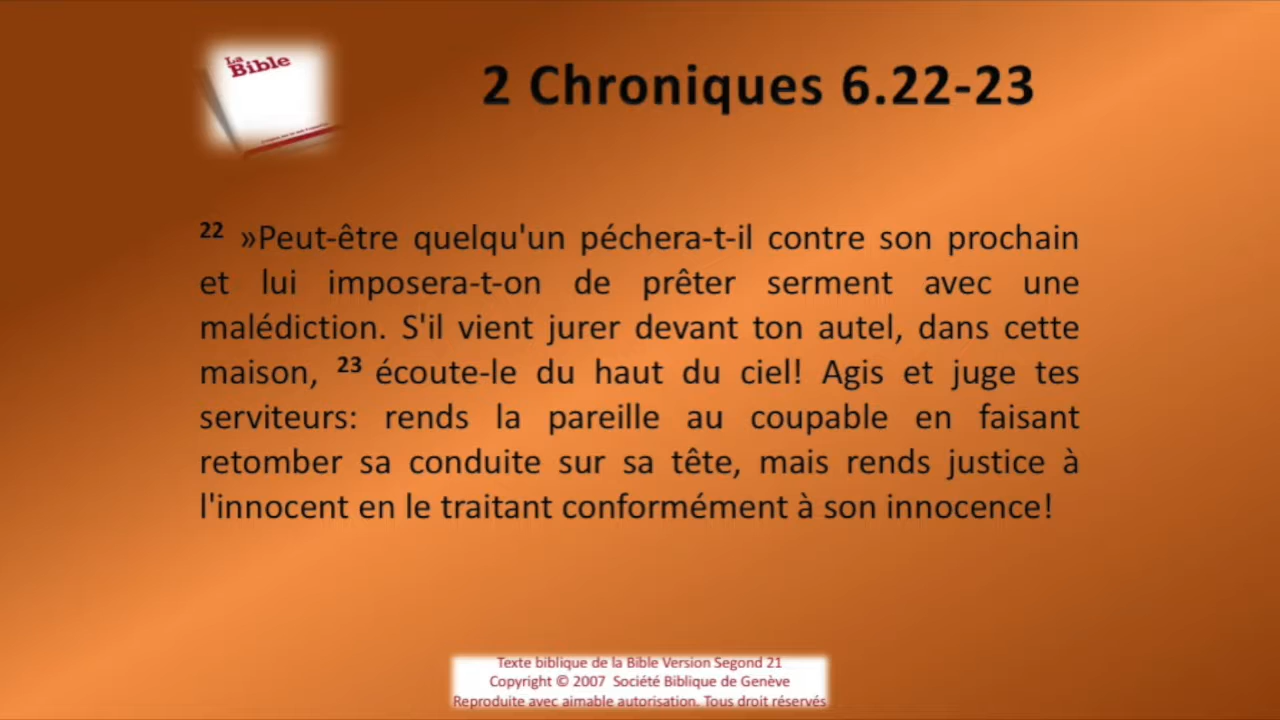 La
Bible
2 Chroniques 6.22-23
22 »Peut-être quelqu'un péchera-t-il contre son prochain
et lui imposera-t-on de prêter serment avec une
malédiction. S'il vient jurer devant ton autel, dans cette
maison, 23 écoute-le du haut du ciel! Agis et juge tes
serviteurs: rends la pareille au coupable en faisant
retomber sa conduite sur sa tête, mais rends justice à
l'innocent en le traitant conformément à son innocence!
Texte biblique de la Bible Version Segond 21
Copyright © 2007 Société Biblique de Genève
Reproduite avec aimable autorisation. Tous droit réservés